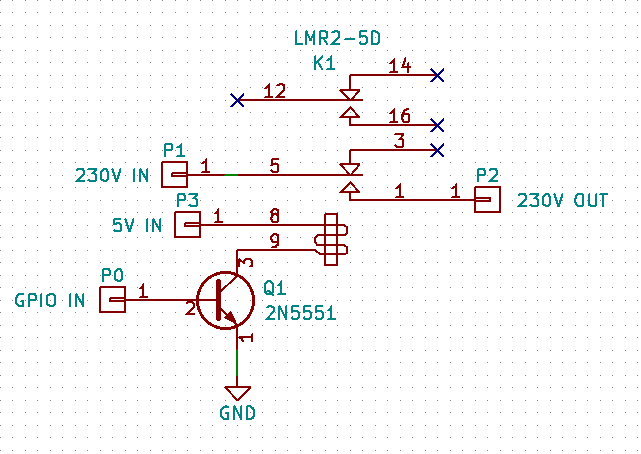 LMR2-5D
K1
14
12
16
3
P1
230V IN
1
5
P2
1
1
230V OUT
P3
5V IN
1
8
9
3
P0
GPIO IN
1
2
Q1
2N5551
1
GND